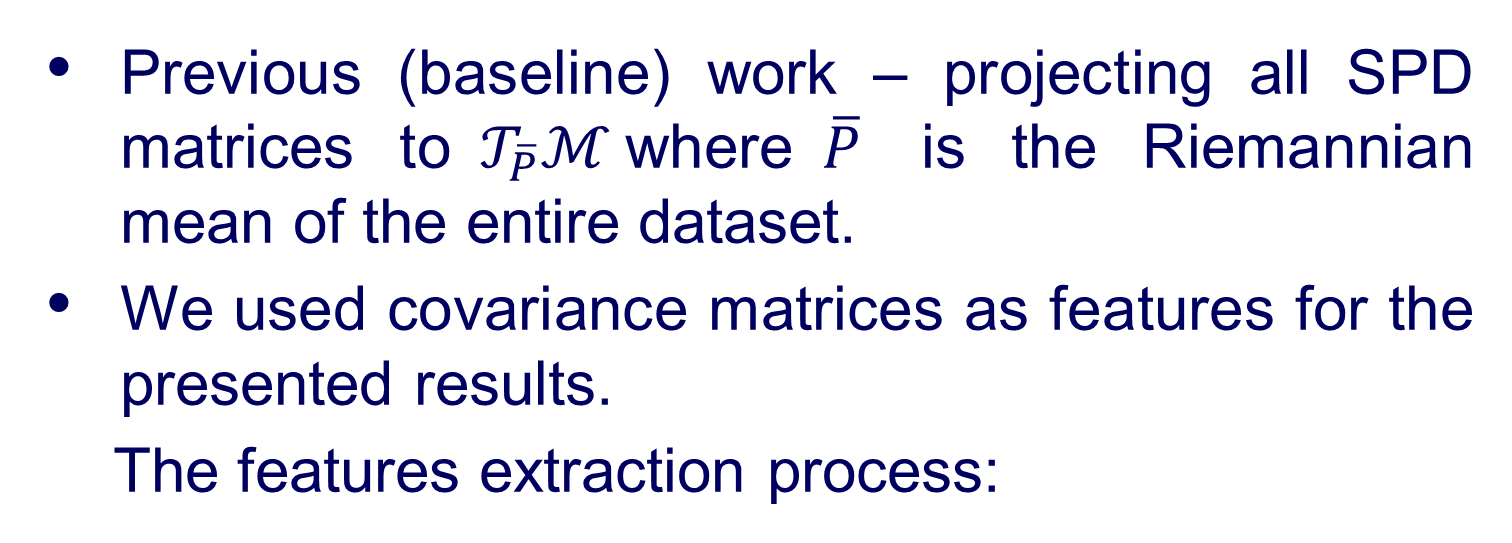 • Previous (baseline) work – projecting all SPD
matrices to 𝒯_P̅ℳ where P̅ is the Riemannian
mean of the entire dataset.
• We used covariance matrices as features for the
presented results.
The features extraction process: